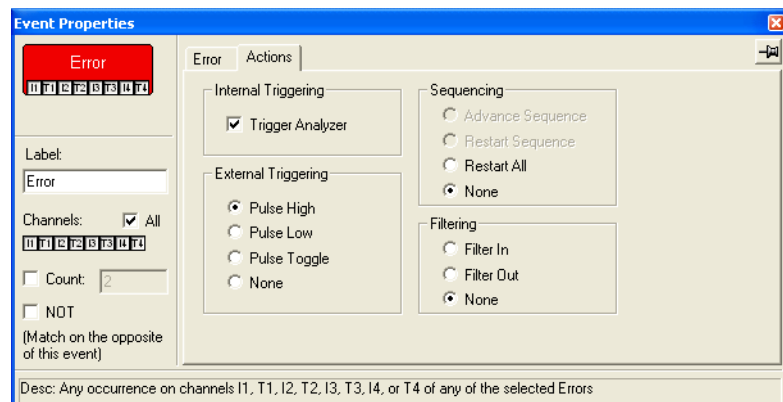 Event Properties
Error
I1 T1 I2 T2 I3 T3 I4 T4
Label:
Error
Channels: All
I1 T1 I2 T2 I3 T3 I4 T4
Count: 2
NOT
(Match on the opposite
of this event)
Error Actions
Internal Triggering
Trigger Analyzer
External Triggering
Pulse High
Pulse Low
Pulse Toggle
None
Sequencing
Advance Sequence
Restart Sequence
Restart All
None
Filtering
Filter In
Filter Out
None
Desc: Any occurrence on channels I1, T1, I2, T2, I3, T3, I4, or T4 of any of the selected Errors